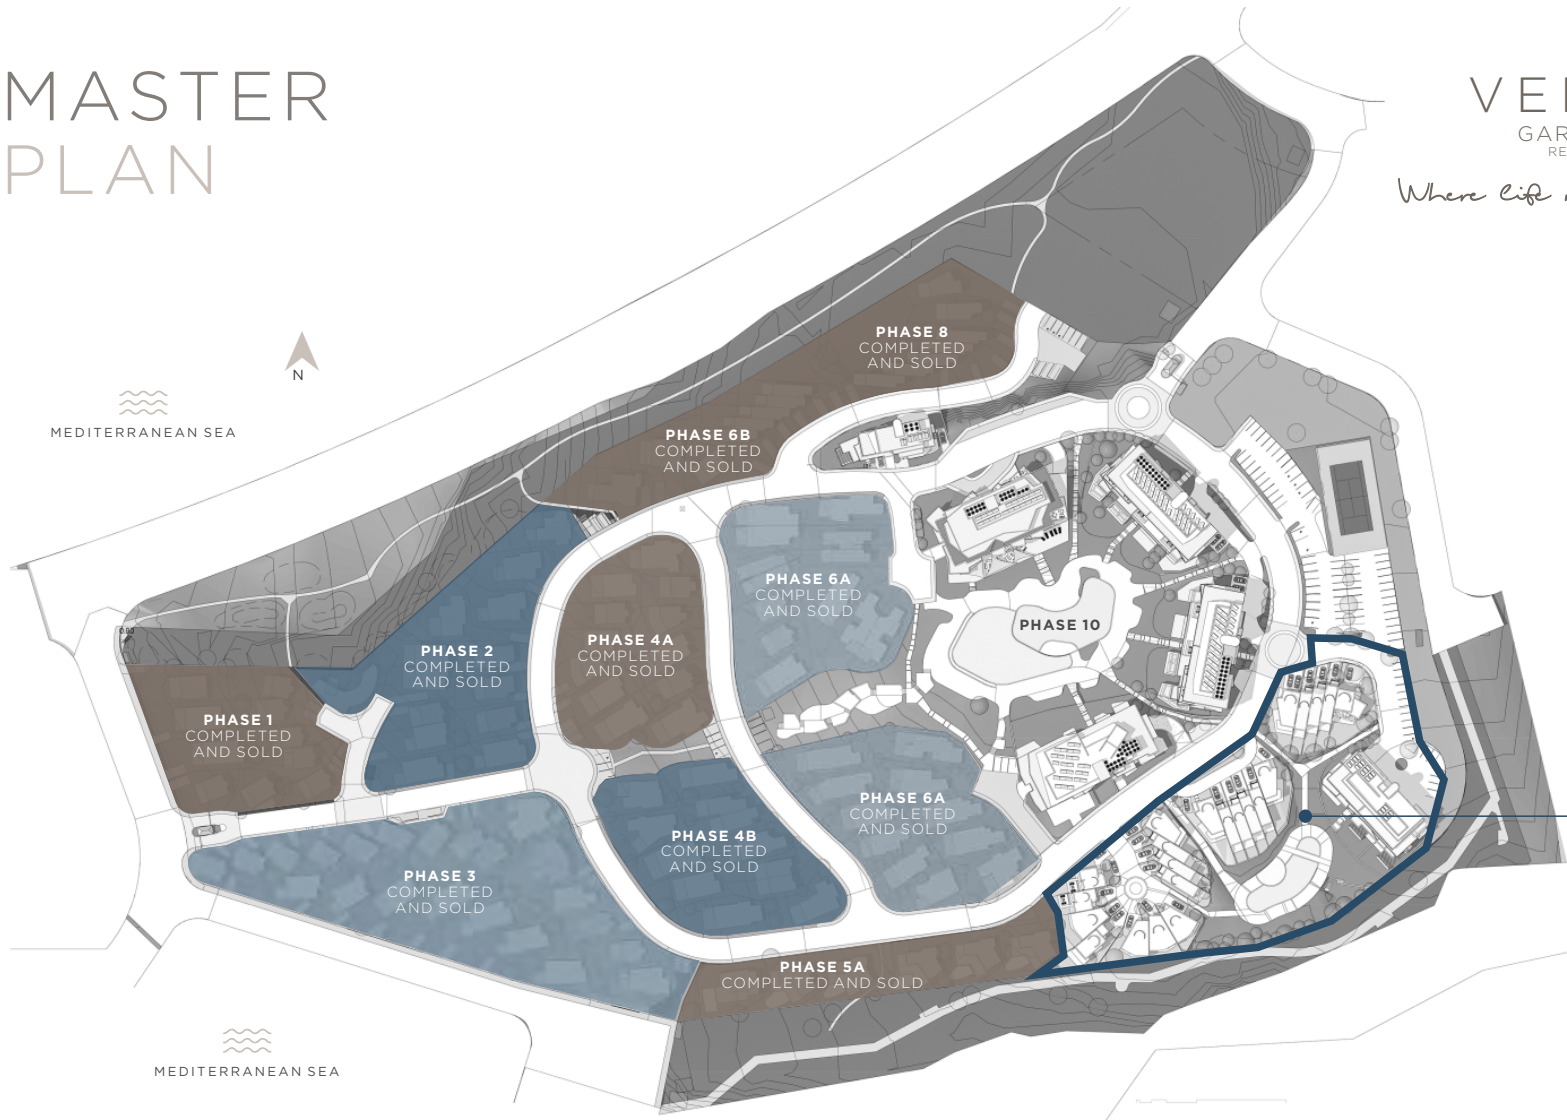 MASTER
PLAN
VE
GAR
RE
Where life
N
MEDITERRANEAN SEA
PHASE 8
COMPLETED
AND SOLD
PHASE 6B
COMPLETED
AND SOLD
PHASE 6A
COMPLETED
AND SOLD
PHASE 10
PHASE 4A
COMPLETED
AND SOLD
PHASE 2
COMPLETED
AND SOLD
PHASE 1
COMPLETED
AND SOLD
PHASE 6A
COMPLETED
AND SOLD
PHASE 4B
COMPLETED
AND SOLD
PHASE 3
COMPLETED
AND SOLD
PHASE 5A
COMPLETED AND SOLD
MEDITERRANEAN SEA